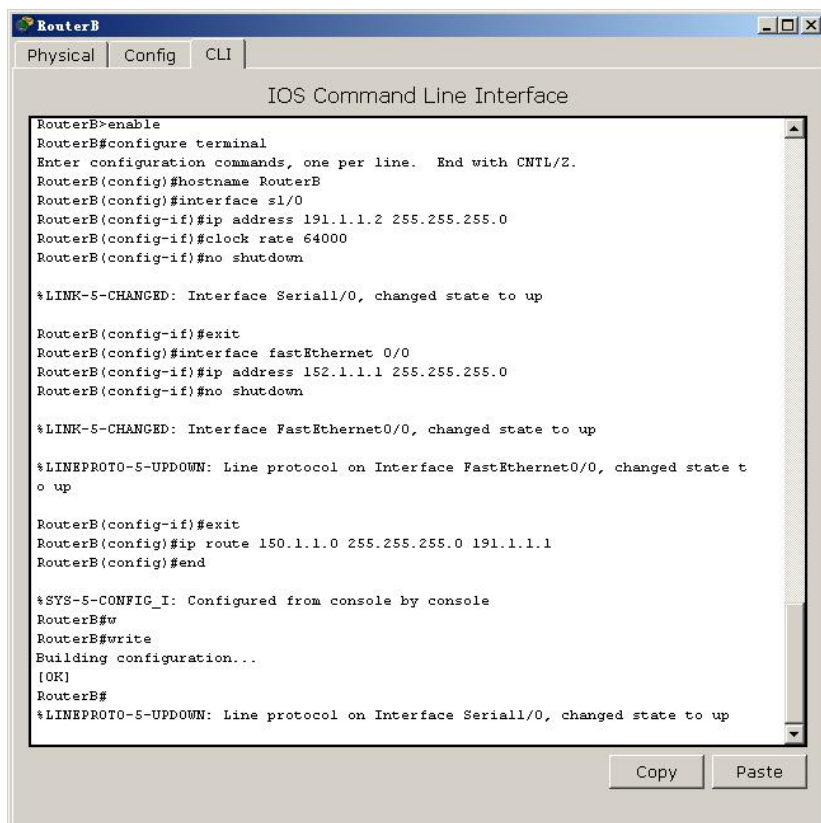 RouterB
Physical Config CLI
IOS Command Line Interface
RouterB>enable
RouterB#configure terminal
Enter configuration commands, one per line.  End with CNTL/Z.
RouterB(config)#hostname RouterB
RouterB(config)#interface s1/0
RouterB(config-if)#ip address 191.1.1.2 255.255.255.0
RouterB(config-if)#clock rate 64000
RouterB(config-if)#no shutdown
%LINK-5-CHANGED: Interface Serial1/0, changed state to up
RouterB(config-if)#exit
RouterB(config)#interface fastEthernet 0/0
RouterB(config-if)#ip address 152.1.1.1 255.255.255.0
RouterB(config-if)#no shutdown
%LINK-5-CHANGED: Interface FastEthernet0/0, changed state to up
%LINEPROTO-5-UPDOWN: Line protocol on Interface FastEthernet0/0, changed state t
o up
RouterB(config-if)#exit
RouterB(config)#ip route 150.1.1.0 255.255.255.0 191.1.1.1
RouterB(config)#end
%SYS-5-CONFIG_I: Configured from console by console
RouterB#w
RouterB#write
Building configuration...
[OK]
RouterB#
%LINEPROTO-5-UPDOWN: Line protocol on Interface Serial1/0, changed state to up
Copy Paste